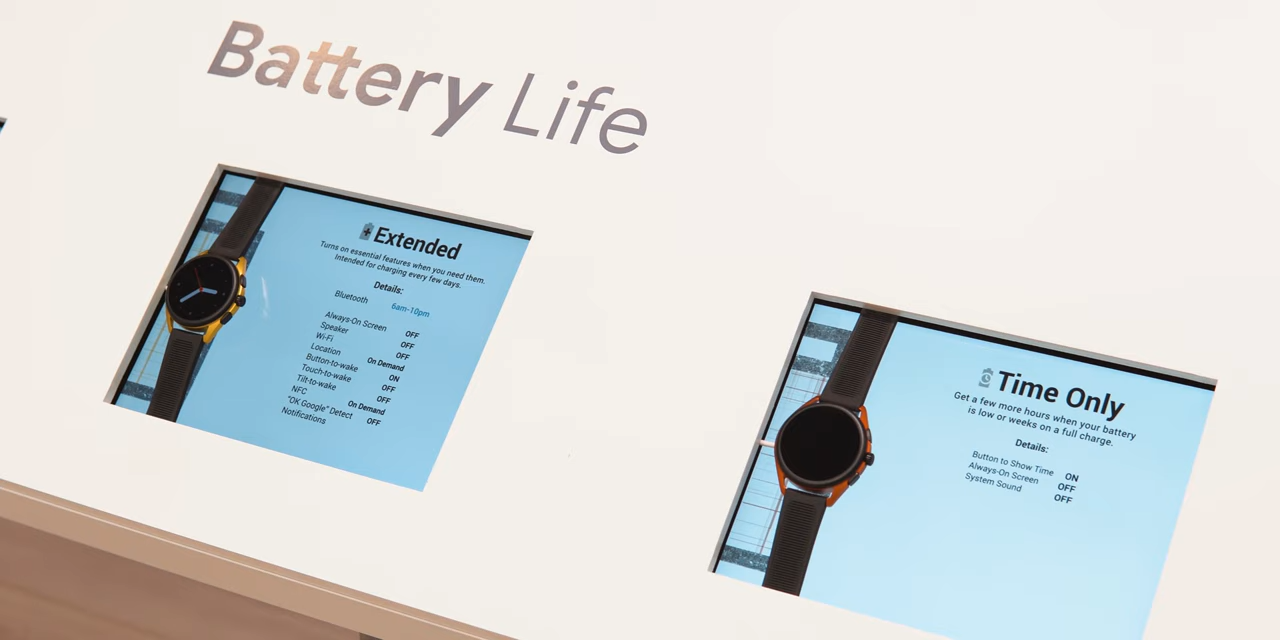 Battery Life
Extended
Turns on essential features when you need them.
Intended for charging every few days.
Details:
Bluetooth 6am-10pm
Always-On Screen OFF
Speaker OFF
Wi-Fi OFF
Location On Demand
Button-to-wake ON
Touch-to-wake OFF
Tilt-to-wake OFF
NFC On Demand
"OK Google" Detect OFF
Notifications
Time Only
Get a few more hours when your battery
is low or weeks on a full charge.
Details:
Button to Show Time ON
Always-On Screen OFF
System Sound OFF